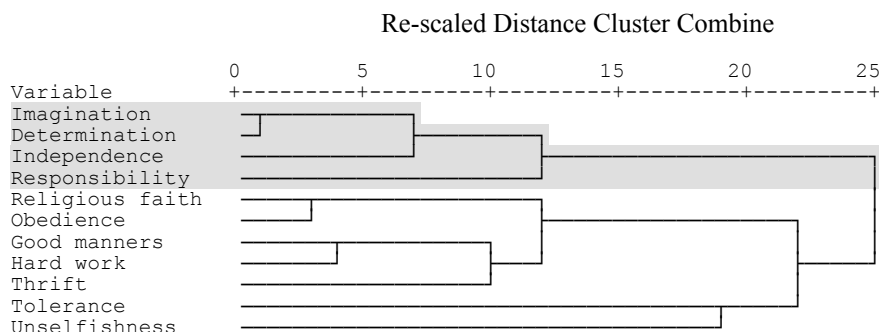 Re-scaled Distance Cluster Combine
0 5 10 15 20 25
Variable
Imagination
Determination
Independence
Responsibility
Religious faith
Obedience
Good manners
Hard work
Thrift
Tolerance
Unselfishness